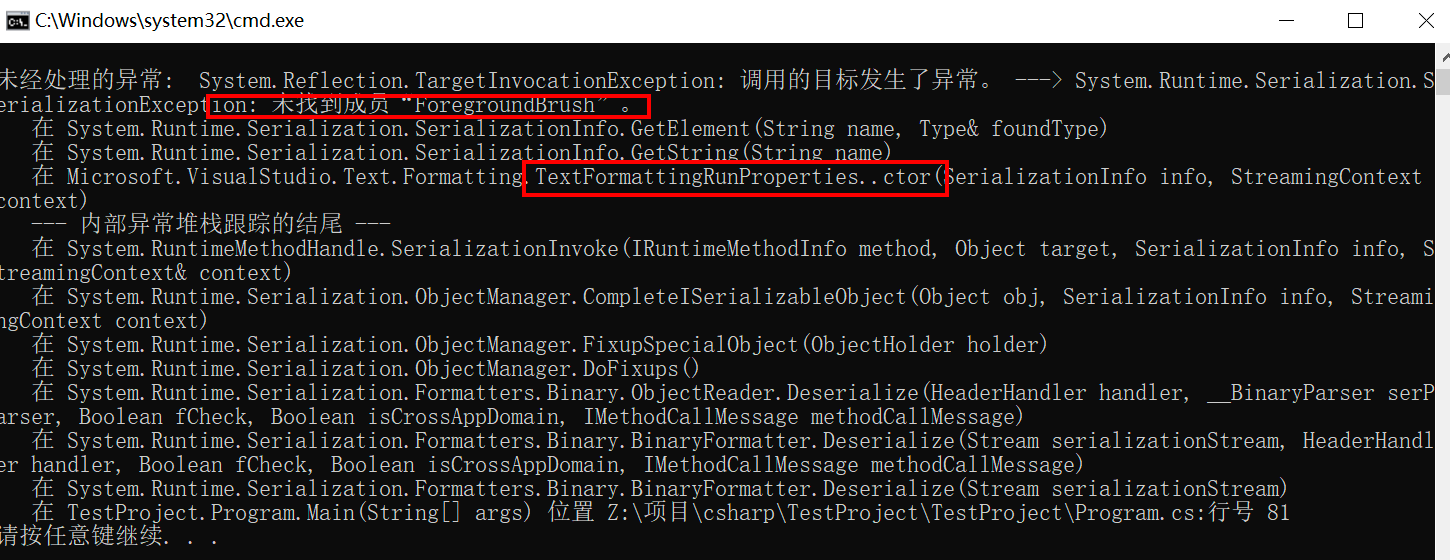 C:\Windows\system32\cmd.exe
未经处理的异常:  System.Reflection.TargetInvocationException: 调用的目标发生了异常。 ---> System.Runtime.Serialization.S
erializationException: 未找到成员“ForegroundBrush”。
在 System.Runtime.Serialization.SerializationInfo.GetElement(String name, Type& foundType)
在 System.Runtime.Serialization.SerializationInfo.GetString(String name)
在 Microsoft.VisualStudio.Text.Formatting.TextFormattingRunProperties..ctor(SerializationInfo info, StreamingContext
context)
--- 内部异常堆栈跟踪的结尾 ---
在 System.RuntimeMethodHandle.SerializationInvoke(IRuntimeMethodInfo method, Object target, SerializationInfo info, S
treamingContext& context)
在 System.Runtime.Serialization.ObjectManager.CompleteISerializableObject(Object obj, SerializationInfo info, Streami
ngContext context)
在 System.Runtime.Serialization.ObjectManager.FixupSpecialObject(ObjectHolder holder)
在 System.Runtime.Serialization.ObjectManager.DoFixups()
在 System.Runtime.Serialization.Formatters.Binary.ObjectReader.Deserialize(HeaderHandler handler, __BinaryParser serP
arser, Boolean fCheck, Boolean isCrossAppDomain, IMethodCallMessage methodCallMessage)
在 System.Runtime.Serialization.Formatters.Binary.BinaryFormatter.Deserialize(Stream serializationStream, HeaderHandl
er handler, Boolean fCheck, Boolean isCrossAppDomain, IMethodCallMessage methodCallMessage)
在 System.Runtime.Serialization.Formatters.Binary.BinaryFormatter.Deserialize(Stream serializationStream)
在 TestProject.Program.Main(String[] args) 位置 Z:\项目\csharp\TestProject\TestProject\Program.cs:行号 81
请按任意键继续. . .